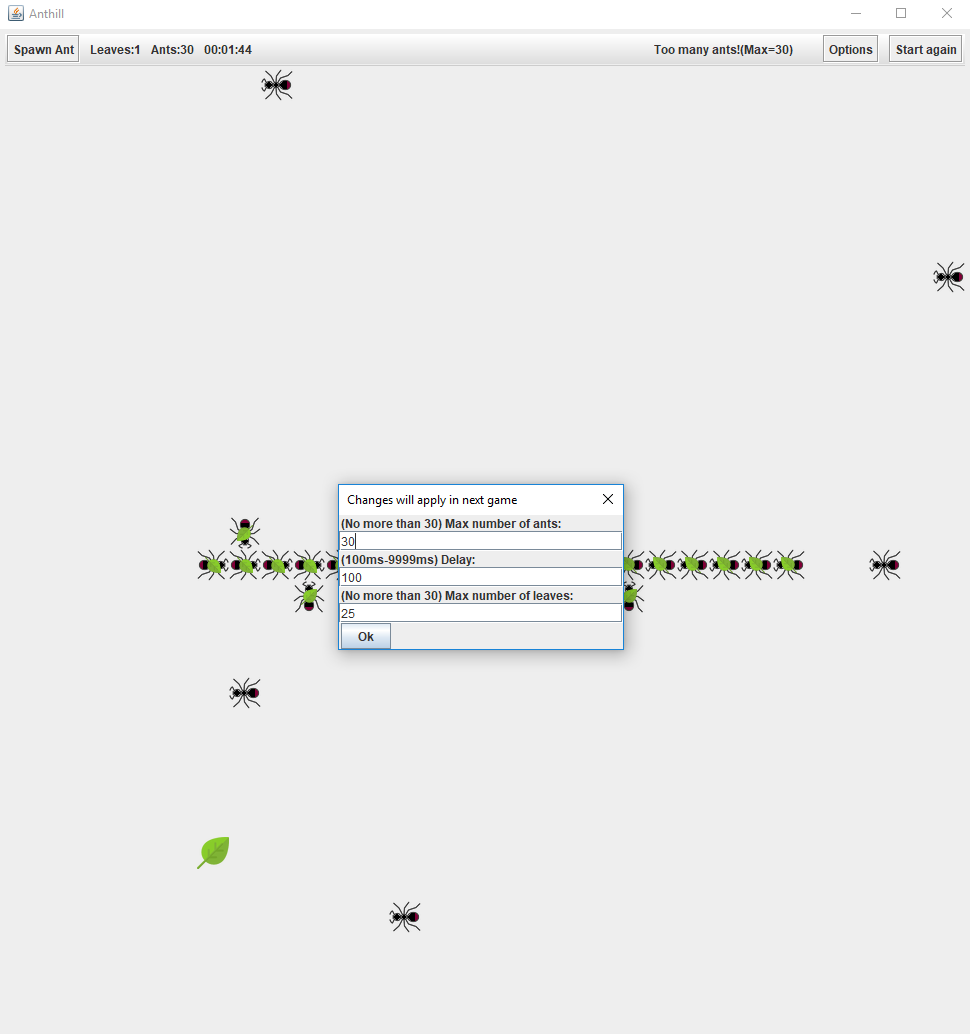 Anthill
Spawn Ant Leaves:1 Ants:30 00:01:44 Too many ants!(Max=30) Options Start again
Changes will apply in next game
(No more than 30) Max number of ants:
30
(100ms-9999ms) Delay:
100
(No more than 30) Max number of leaves:
25
Ok